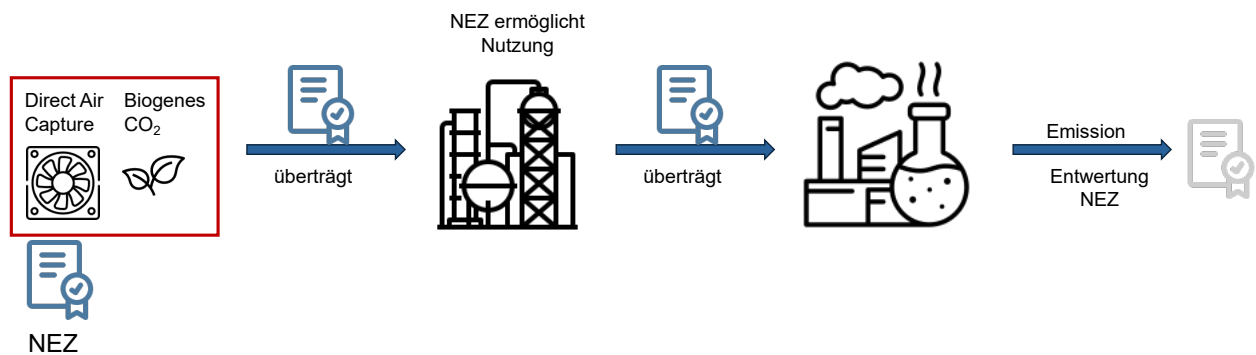 NEZ ermöglicht
Nutzung
Direct Air
Capture
Biogenes
CO₂
überträgt
überträgt
Emission
Entwertung
NEZ
NEZ